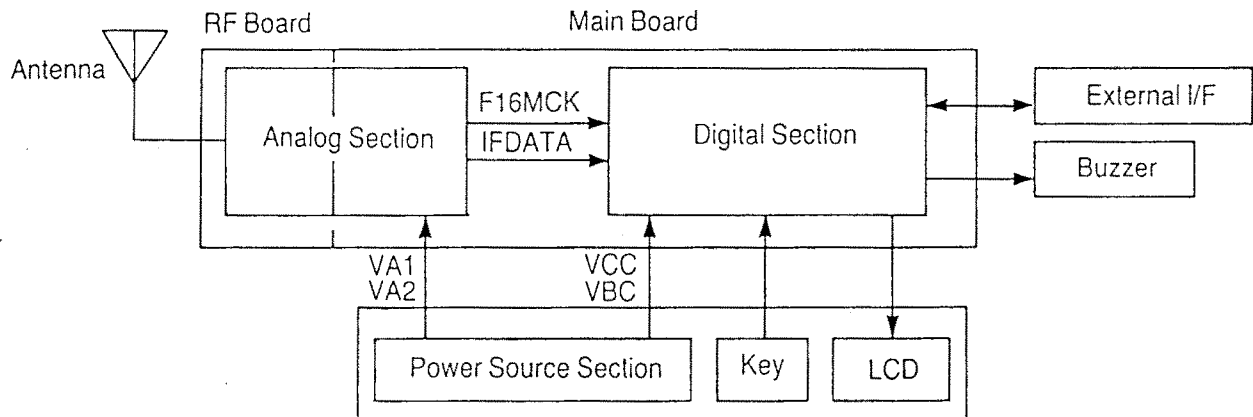 RF Board
Main Board
Antenna
Analog Section
F16MCK
IFDATA
Digital Section
External I/F
Buzzer
VA1
VA2
VCC
VBC
Power Source Section
Key
LCD